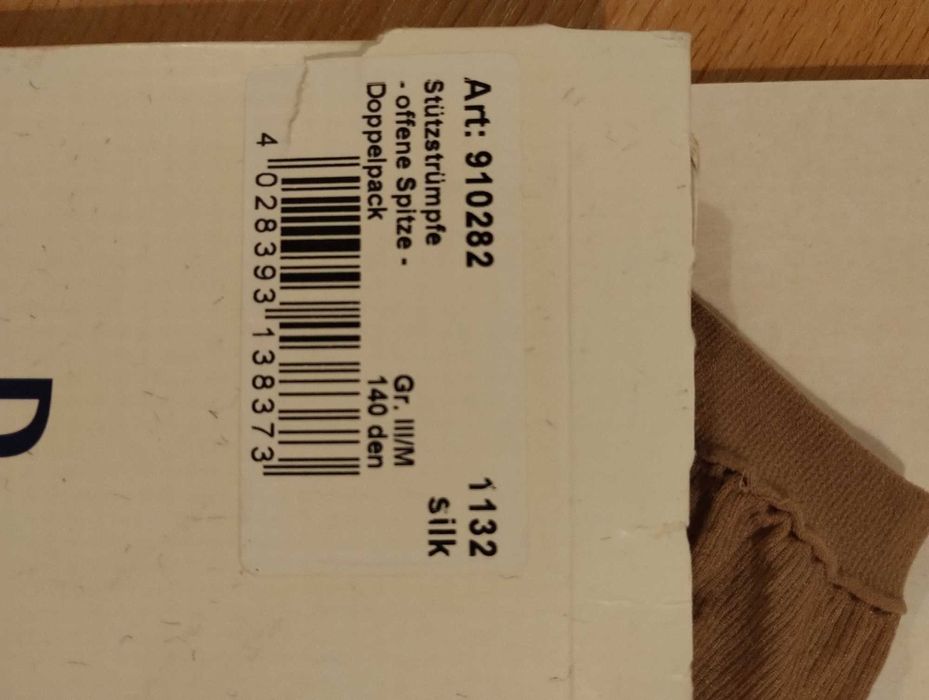 Art: 910282 1132
Stützstrümpfe silk
- offene Spitze - Gr. III/M
Doppelpack 140 den
4 028393 138373